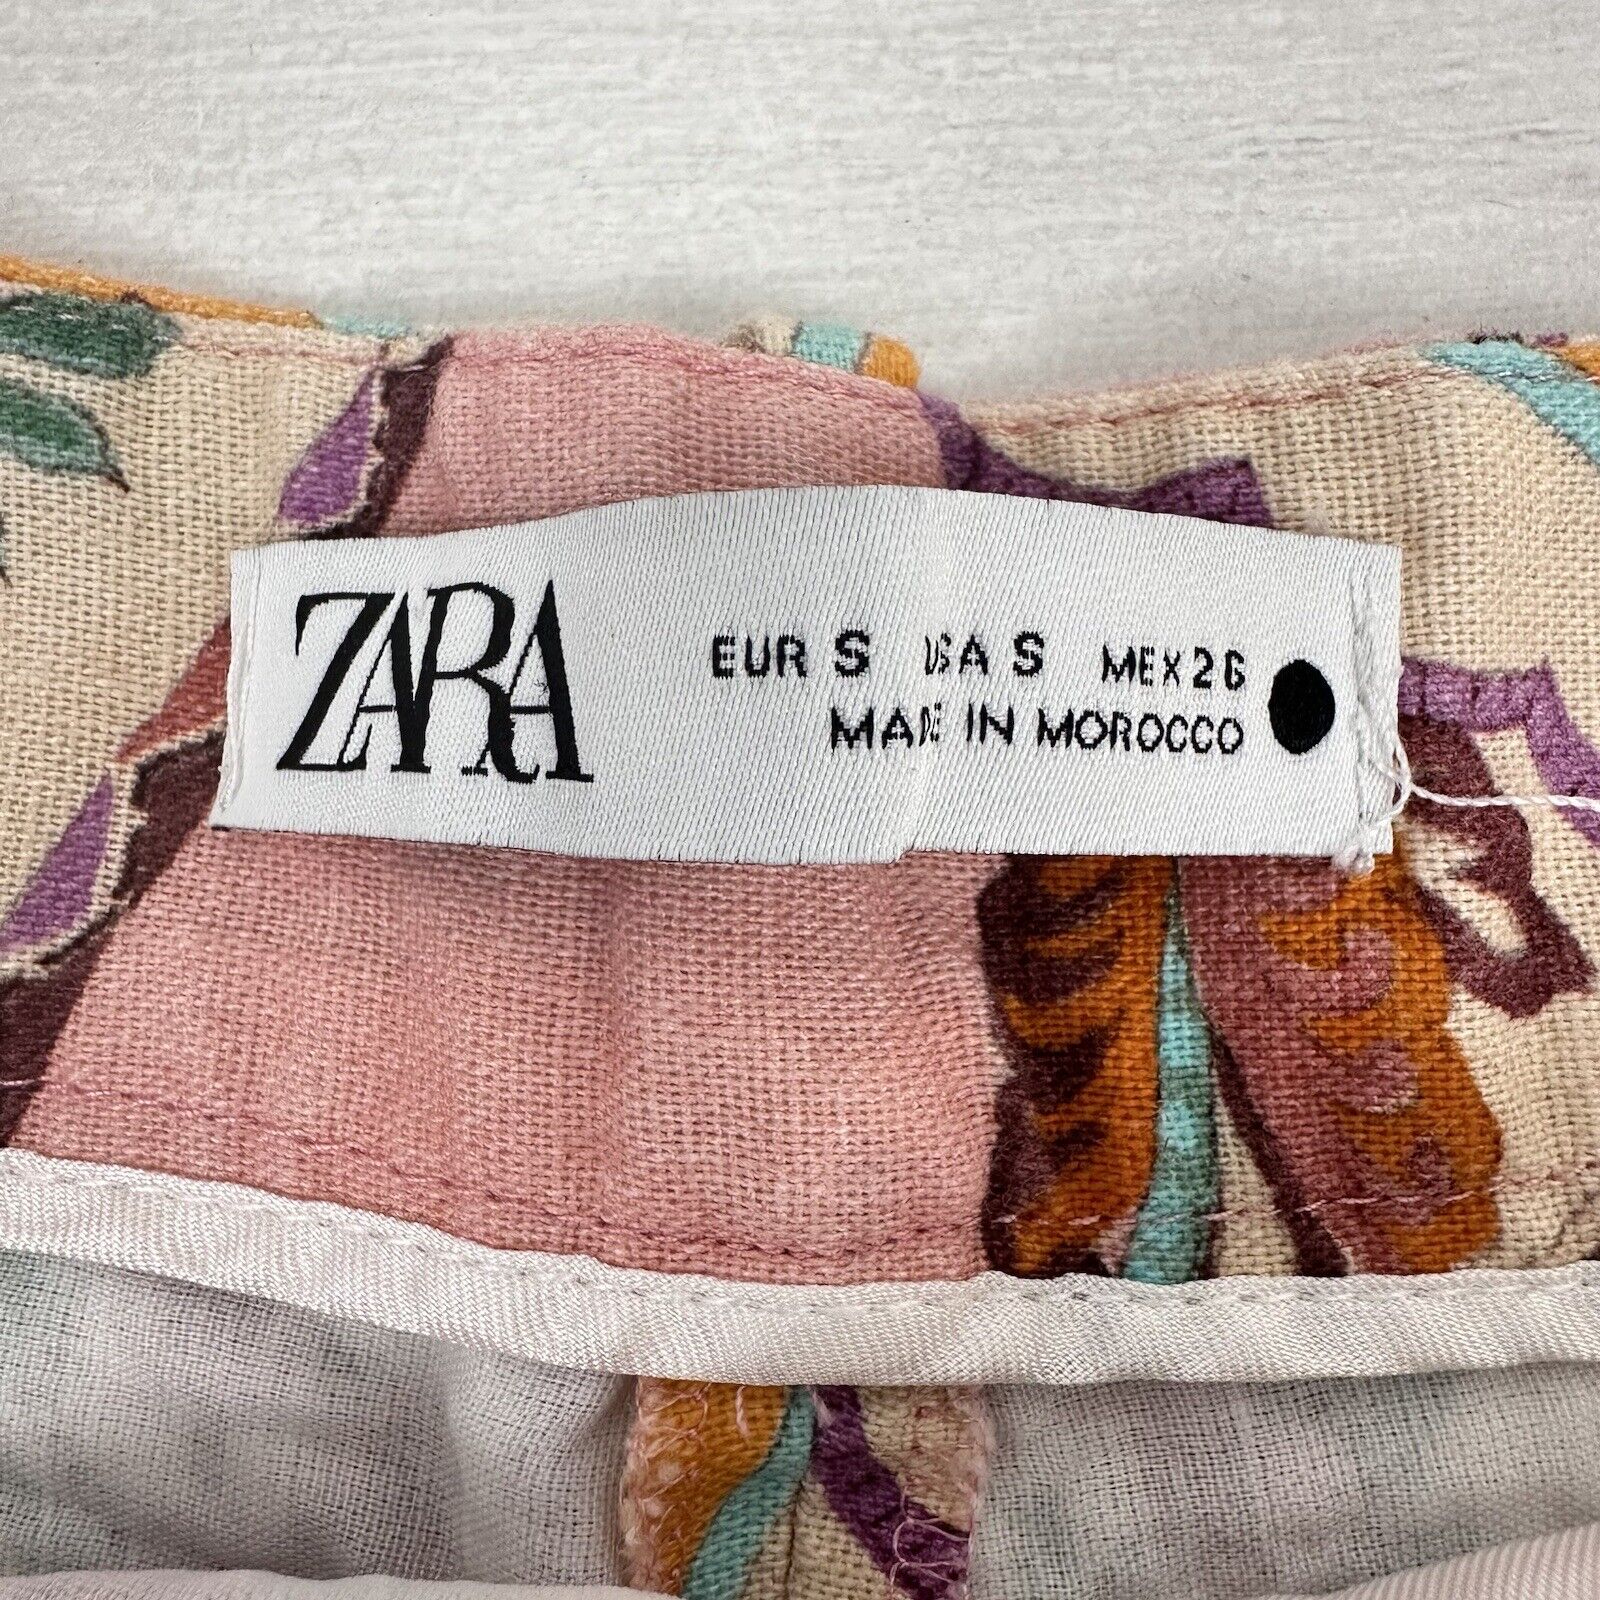 ZARA
EUR S USA S MEX 26
MADE IN MOROCCO